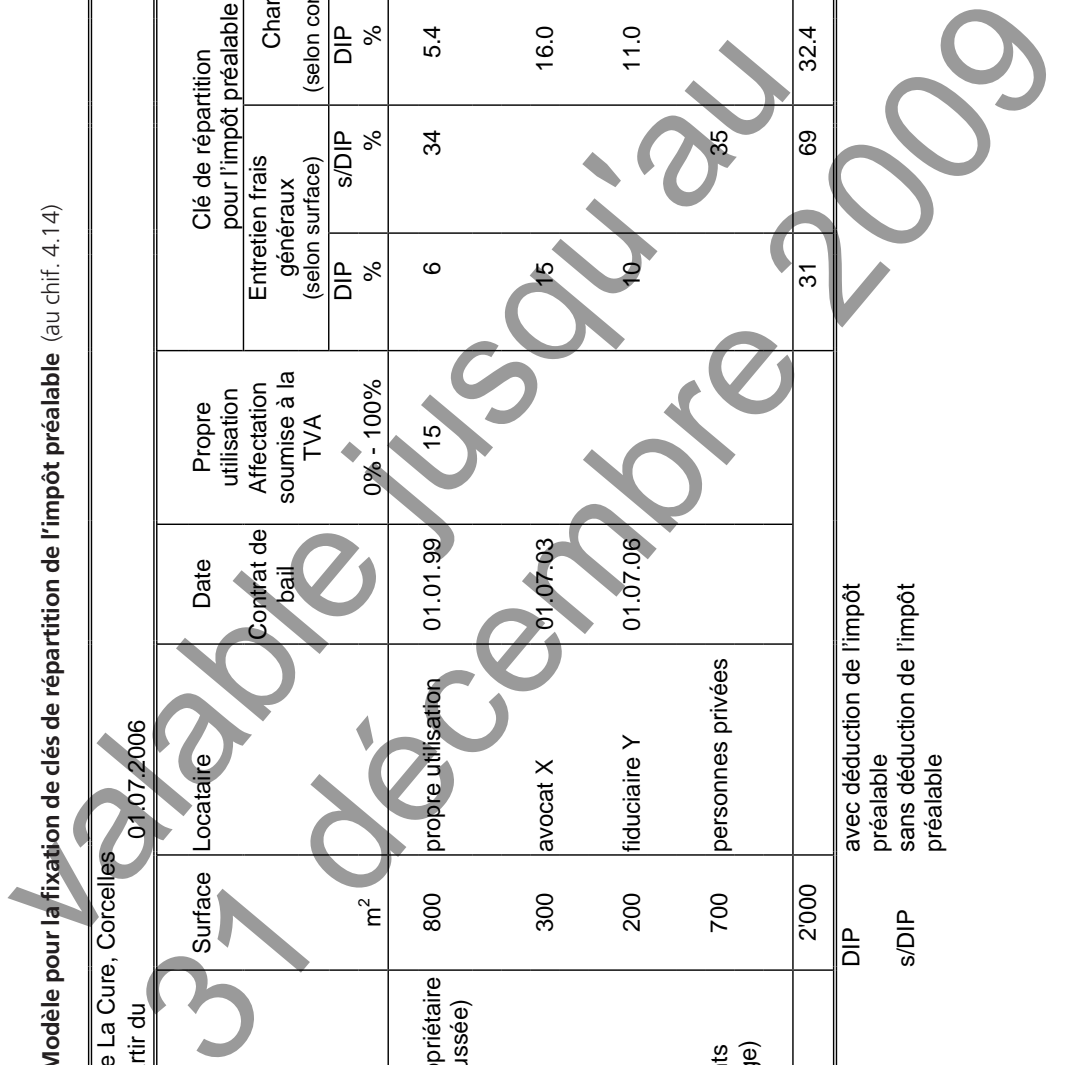 Modèle pour la fixation de clés de répartition de l'impôt préalable (au chif. 4.14)
e La Cure, Corcelles
rtir du 01.07.2006
Surface Locataire Date Propre utilisation Clé de répartition pour l'impôt préalable
Contrat de bail Affectation soumise à la TVA Entretien frais généraux (selon surface) Char
(selon cor
DIP s/DIP DIP
m² 0% - 100% % % %
opriétaire 800 propre utilisation 01.01.99 15 6 34 5.4
ussée)
300 avocat X 01.07.03 15 16.0
200 fiduciaire Y 01.07.06 10 11.0
nts 700 personnes privées 35
ge)
2'000 31 69 32.4
DIP avec déduction de l'impôt
préalable
s/DIP sans déduction de l'impôt
préalable
valable jusqu'au
31 décembre 2009